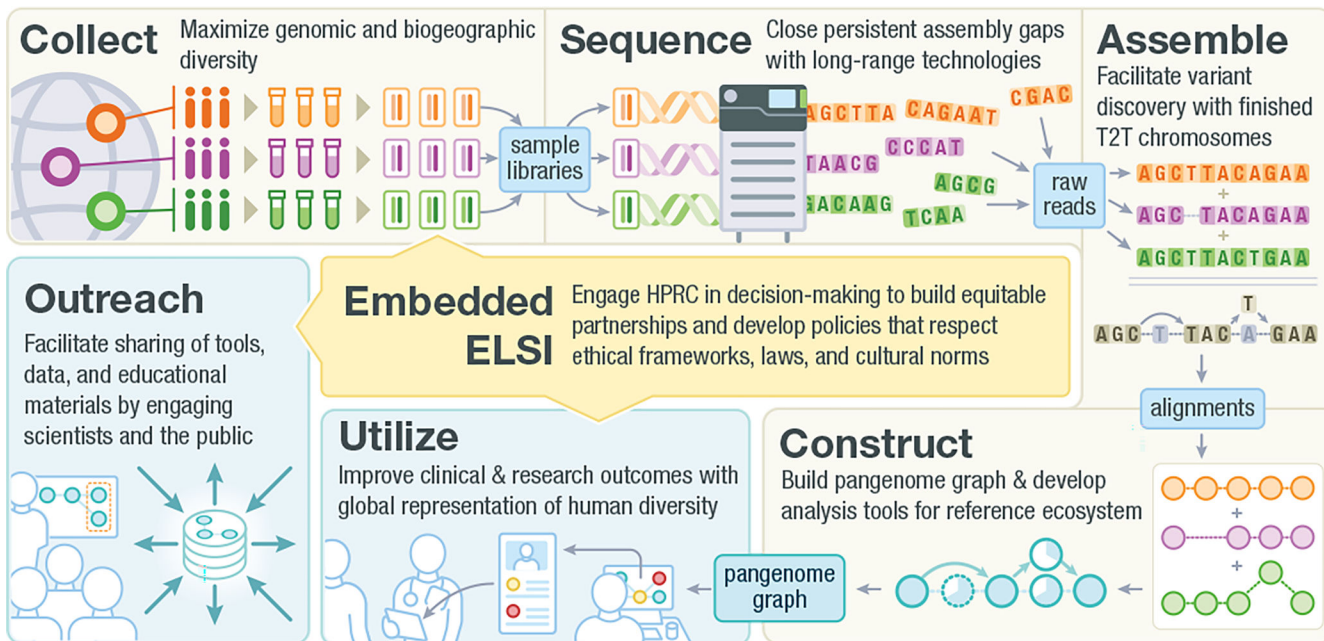 Collect
Maximize genomic and biogeographic
diversity
sample
libraries
Sequence
Close persistent assembly gaps
with long-range technologies
AGCTTA
CAGAAT
CGAC
TAACG
CCCAT
GACAAG
AGCG
TCAA
raw
reads
Assemble
Facilitate variant
discovery with finished
T2T chromosomes
AGCTTACAGAA
+
AGC TACAGAA
+
AGCTTACTGAA
T
AGC T TAC A GAA
alignments
Embedded
ELSI
Engage HPRC in decision-making to build equitable
partnerships and develop policies that respect
ethical frameworks, laws, and cultural norms
Outreach
Facilitate sharing of tools,
data, and educational
materials by engaging
scientists and the public
Utilize
Improve clinical & research outcomes with
global representation of human diversity
Construct
Build pangenome graph & develop
analysis tools for reference ecosystem
+
+
pangenome
graph